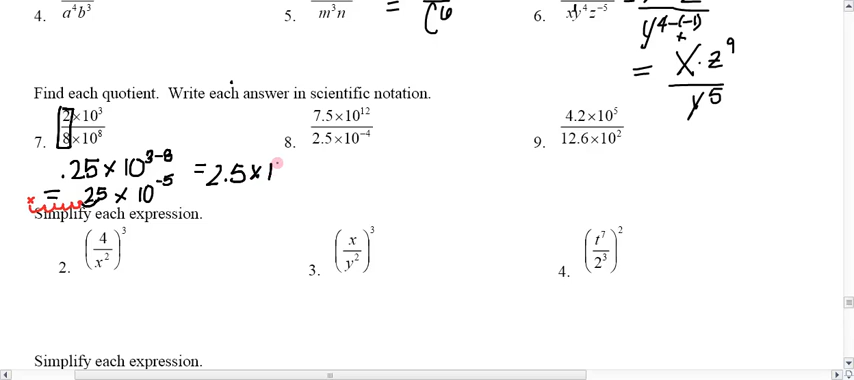 4. a⁴b³
5. m³n = C⁶
6. xy⁴z⁻⁵ y⁴⁻⁽⁻¹⁾
+
= x · z⁹ / y⁵
Find each quotient. Write each answer in scientific notation.
7. 2×10³ / 8×10⁸
8. 7.5×10¹² / 2.5×10⁻⁴
9. 4.2×10⁵ / 12.6×10²
.25 × 10³⁻⁸ = 2.5 × 1
= 25 × 10⁻⁵
Simplify each expression.
2. (4/x²)³
3. (x/y²)³
4. (t⁷/2³)²
Simplify each expression.